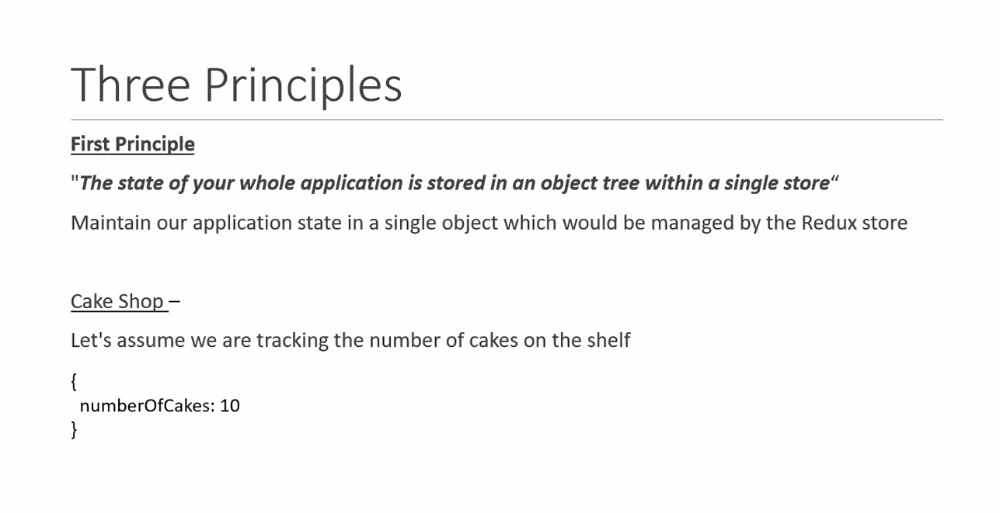 Three Principles
First Principle
"The state of your whole application is stored in an object tree within a single store“
Maintain our application state in a single object which would be managed by the Redux store
Cake Shop –
Let's assume we are tracking the number of cakes on the shelf
{
numberOfCakes: 10
}